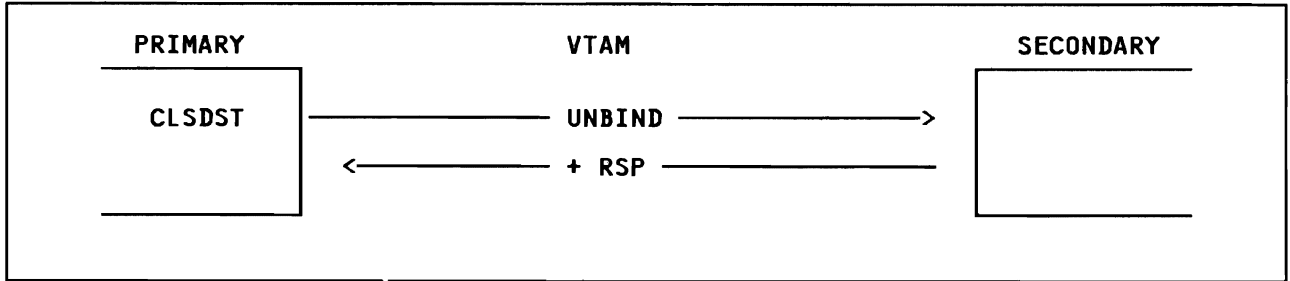 PRIMARY VTAM SECONDARY
CLSDST UNBIND
+ RSP